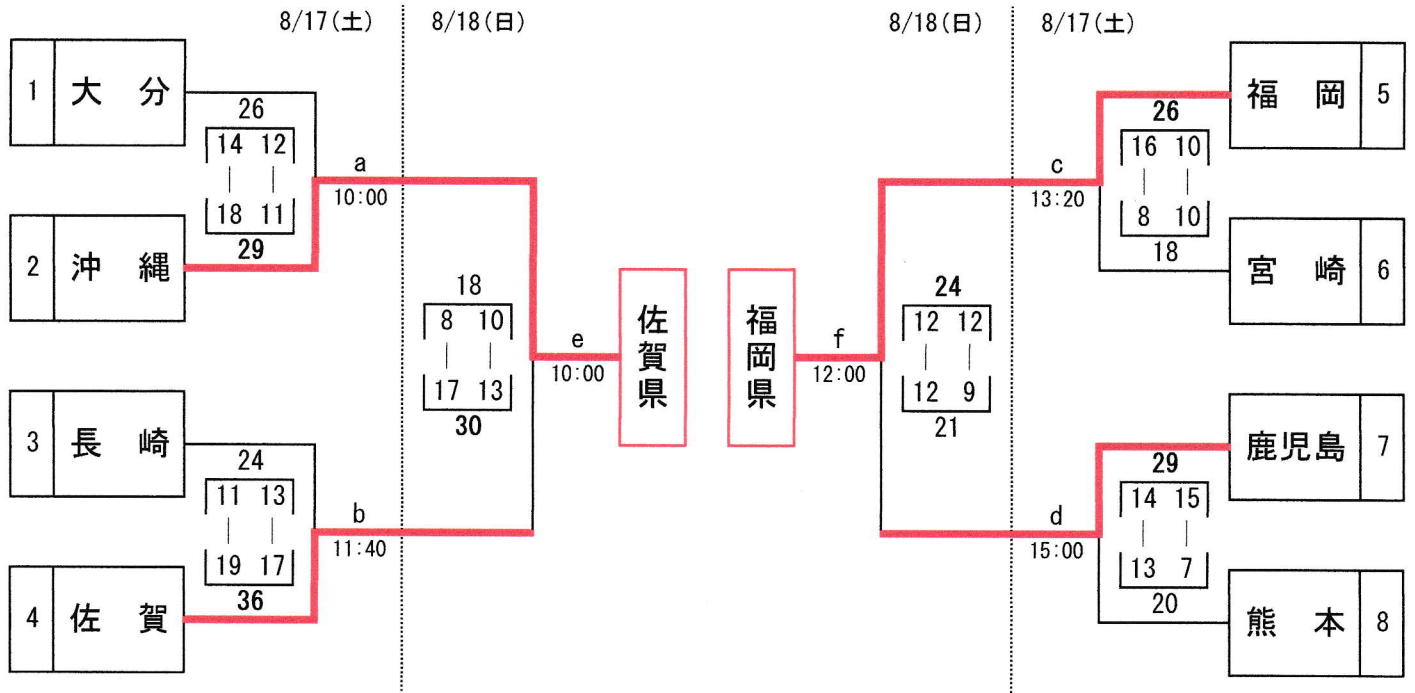 8/17(土) 8/18(日) 8/18(日) 8/17(土)
1 大 分
26
14 12
18 11
29
a
10:00
2 沖 縄
3 長 崎
24
11 13
19 17
36
b
11:40
4 佐 賀
18
8 10
17 13
30
e
10:00
佐賀県
福岡県
f
12:00
24
12 12
12 9
21
福 岡 5
26
16 10
8 10
18
c
13:20
宮 崎 6
鹿児島 7
29
14 15
13 7
20
d
15:00
熊 本 8